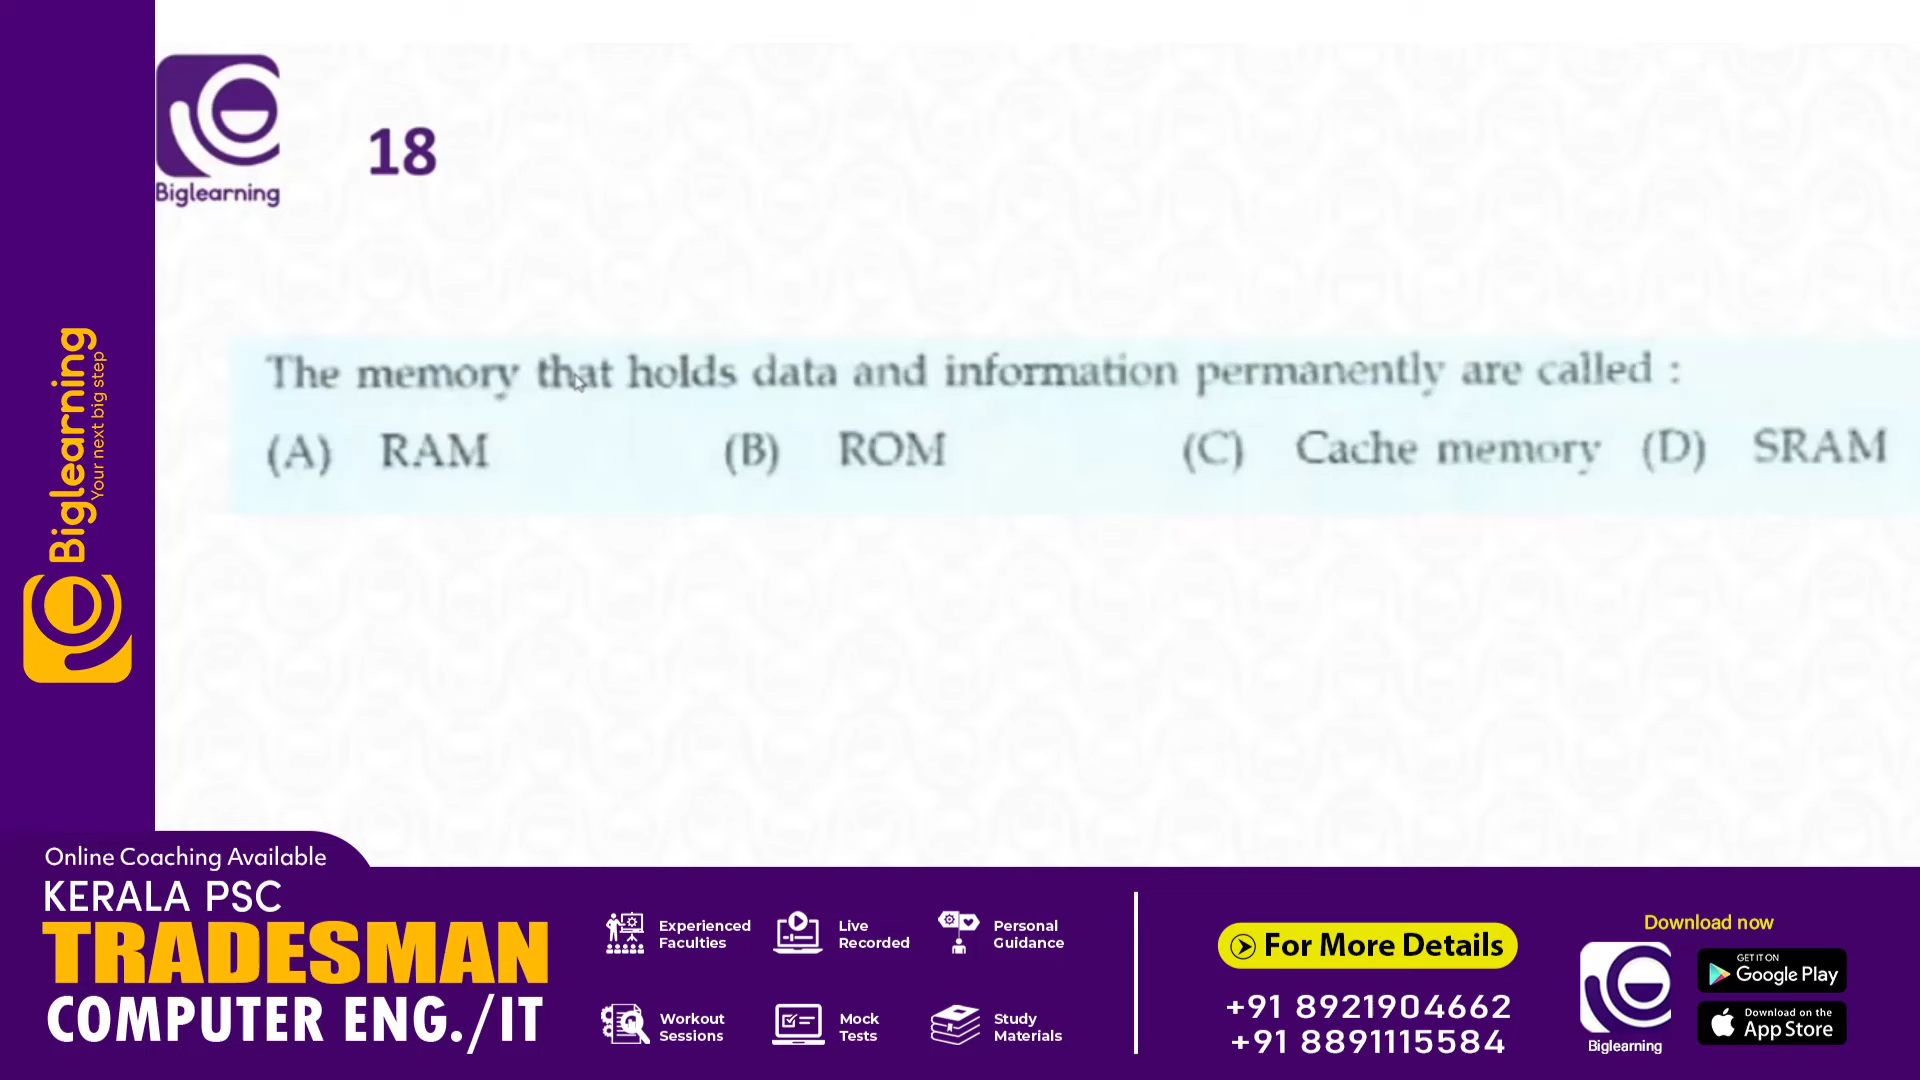 Biglearning
18
The memory that holds data and information permanently are called :
(A) RAM (B) ROM (C) Cache memory (D) SRAM
Biglearning
Your next big step
Online Coaching Available
KERALA PSC
TRADESMAN
COMPUTER ENG./IT
Experienced
Faculties
Live
Recorded
Personal
Guidance
Workout
Sessions
Mock
Tests
Study
Materials
For More Details
+91 8921904662
+91 8891115584
Download now
Biglearning
GET IT ON
Google Play
Download on the
App Store